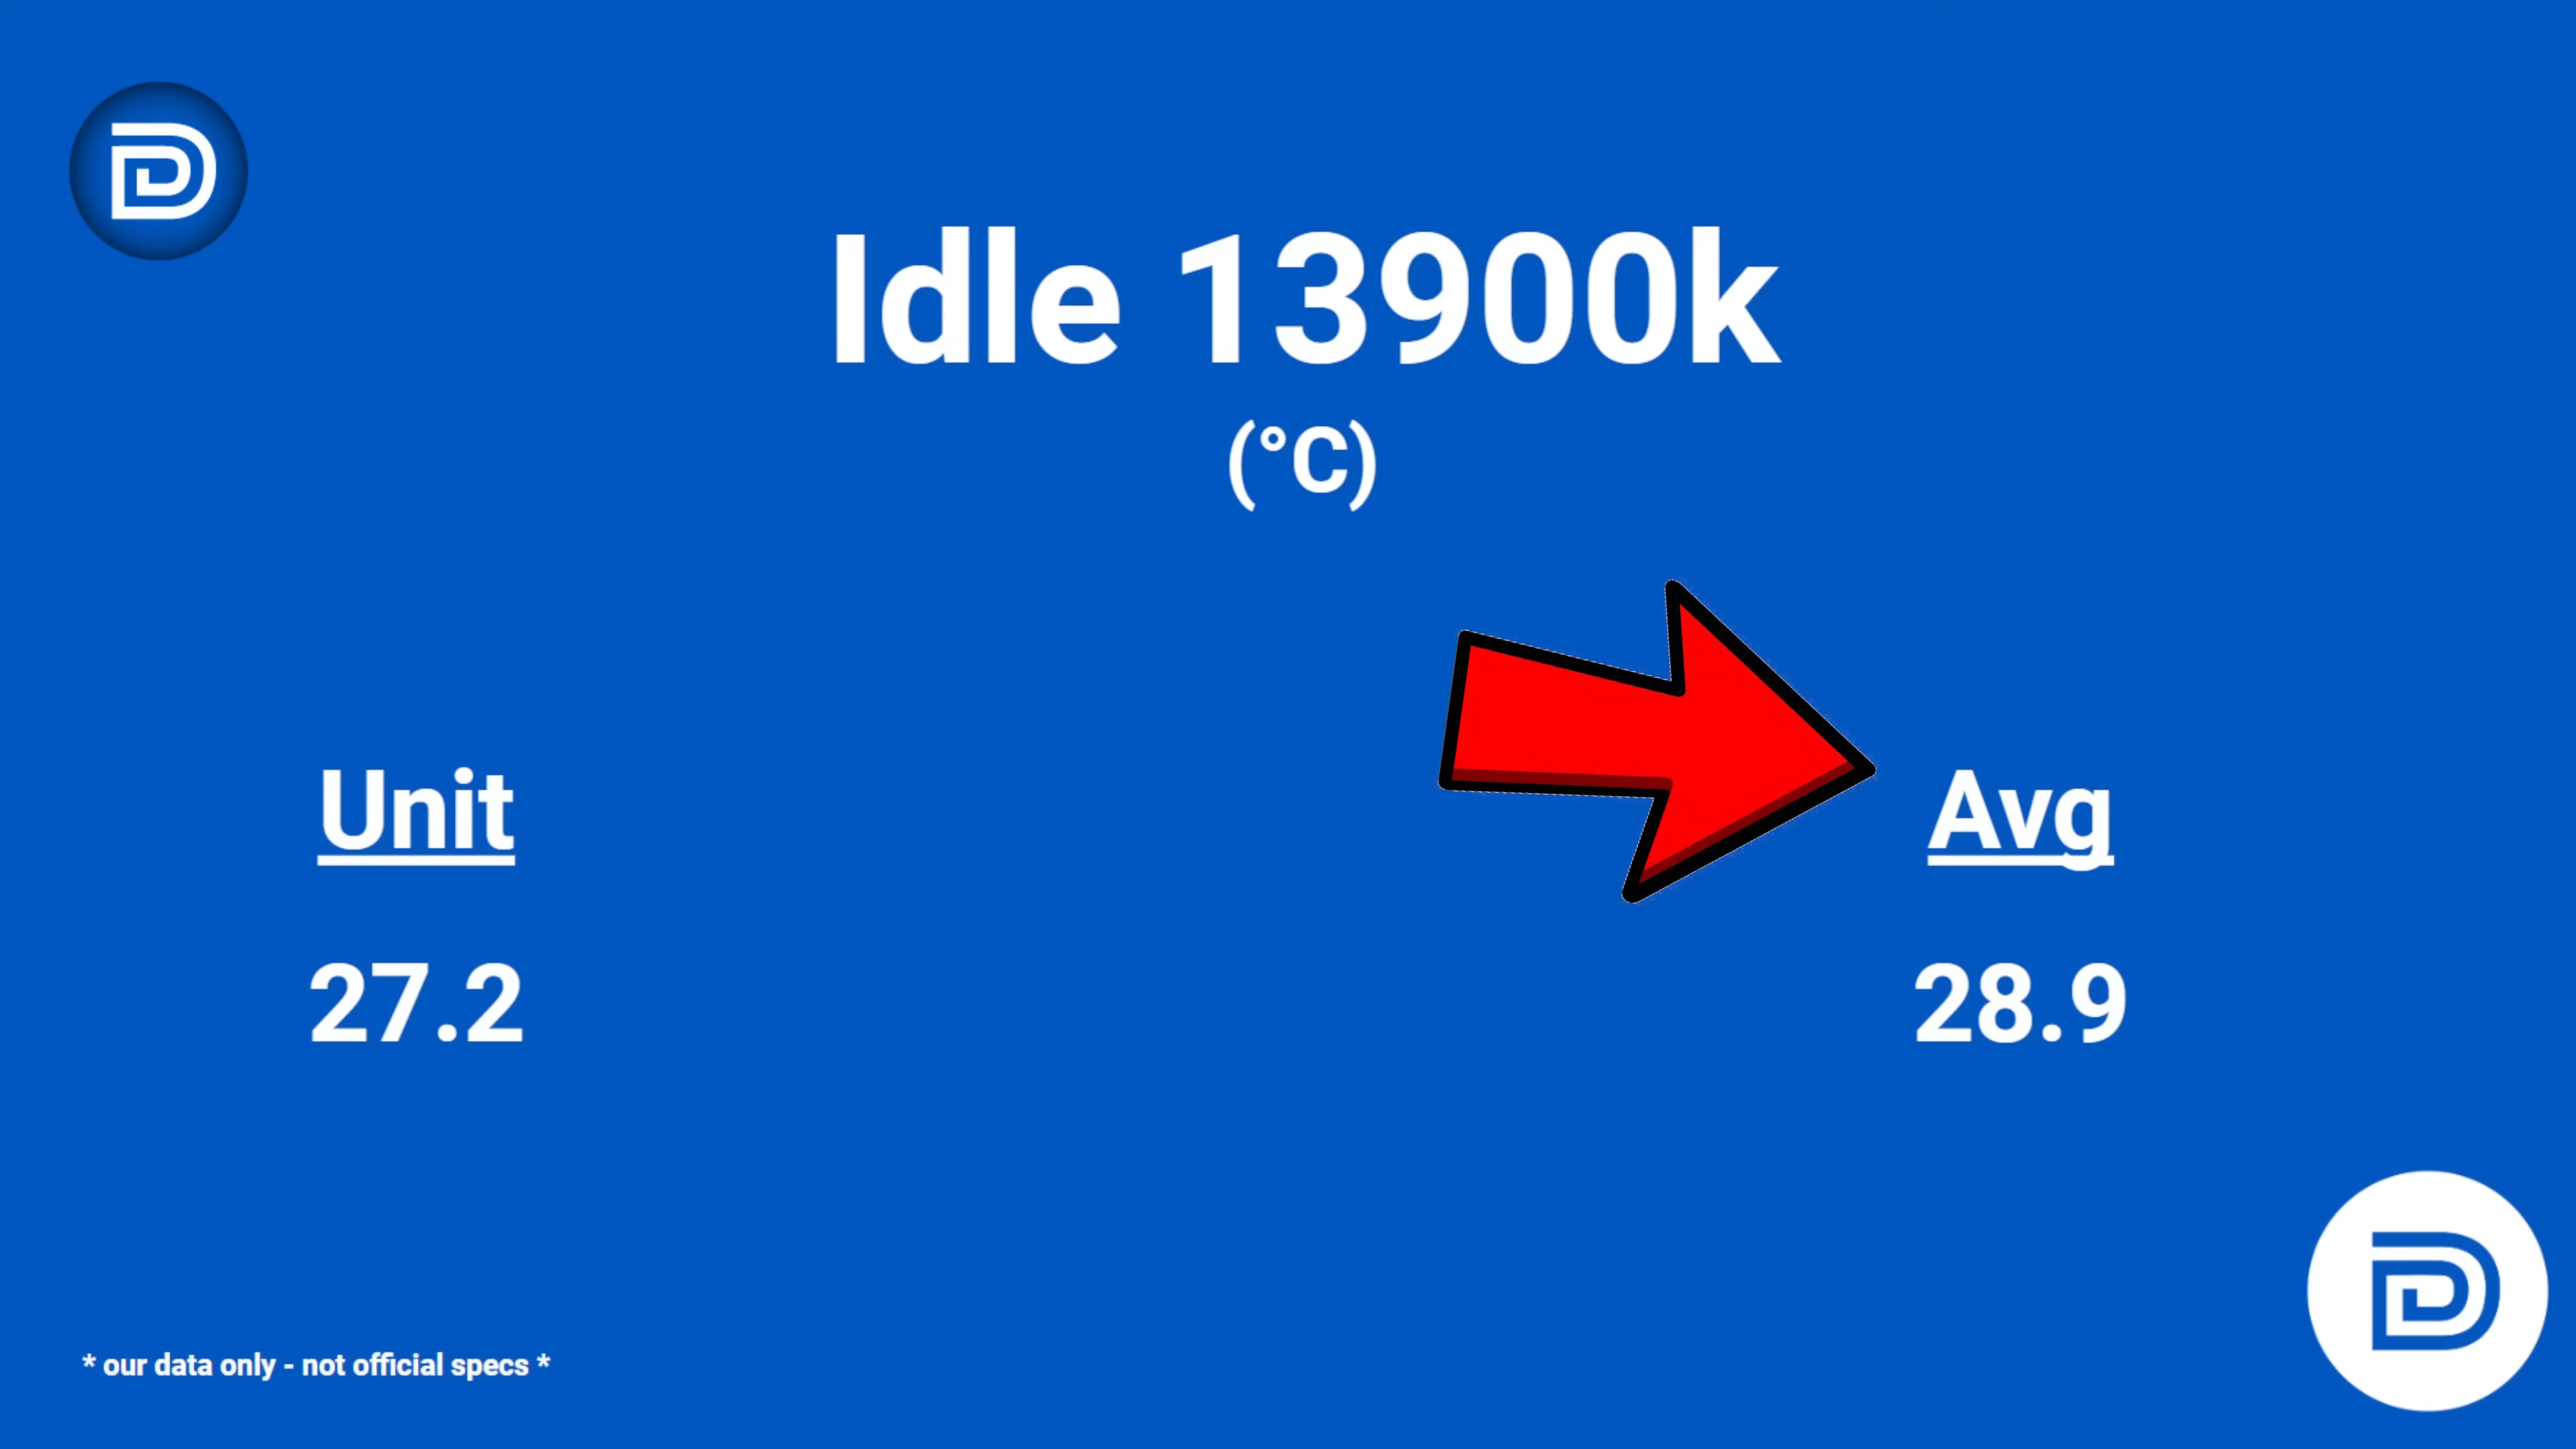 Idle 13900k
(°C)
Unit
Avg
27.2
28.9
* our data only - not official specs *